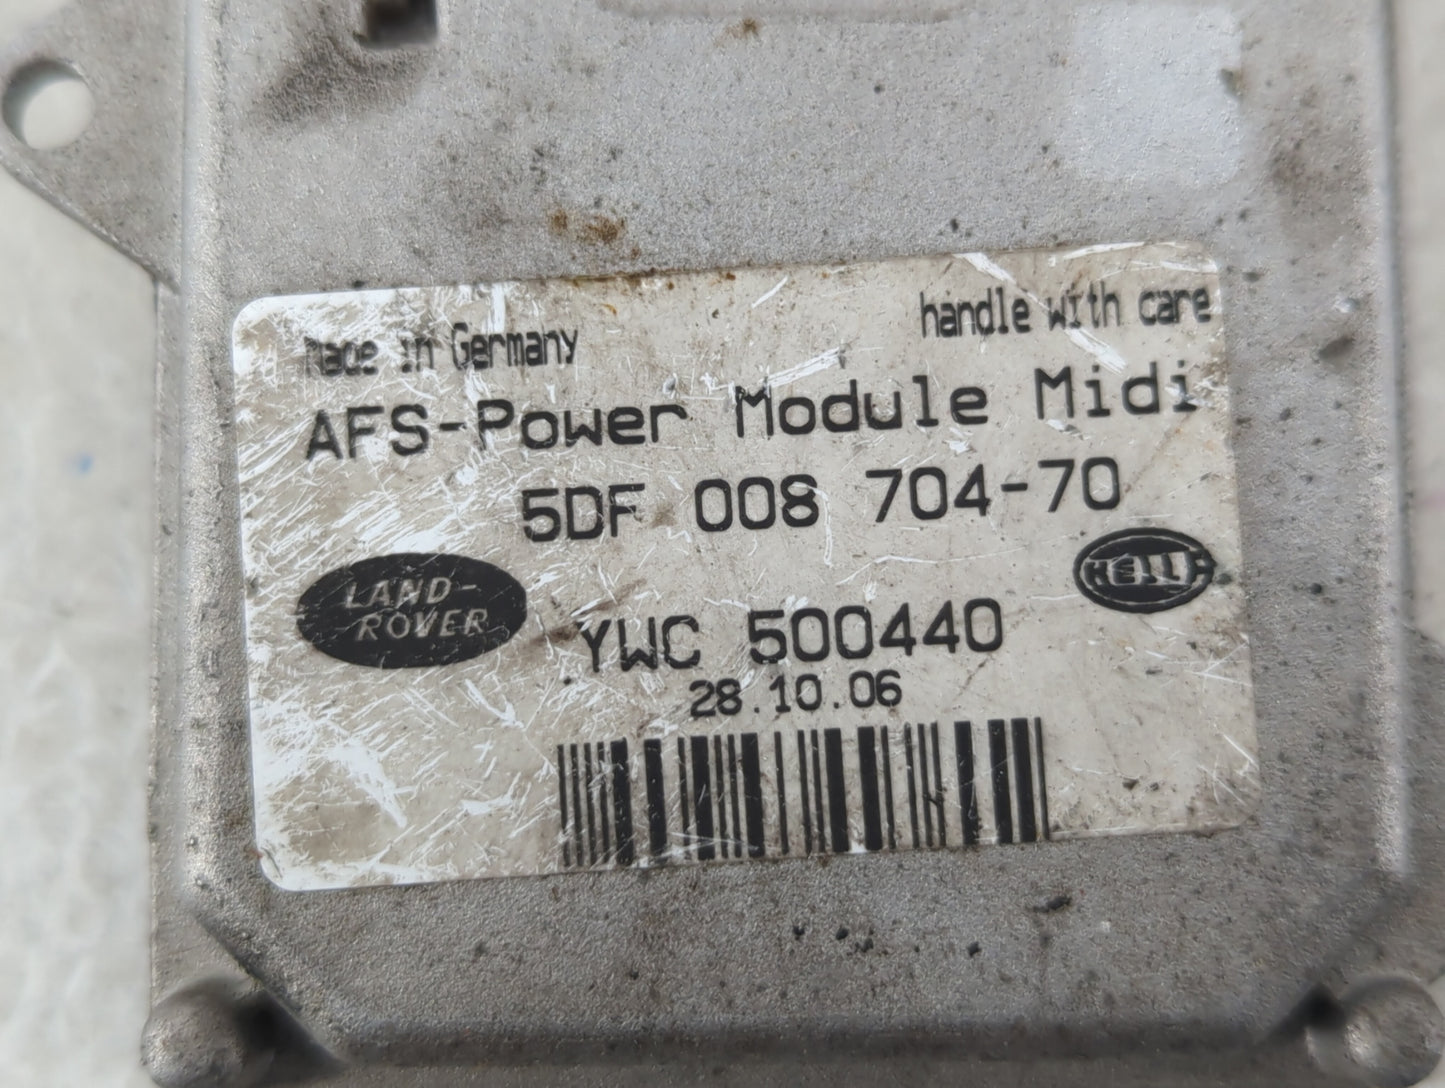 made in Germany
handle with care
AFS-Power Module Midi
5DF 008 704-70
LAND-
ROVER
HELLA
YWC 500440
28.10.06